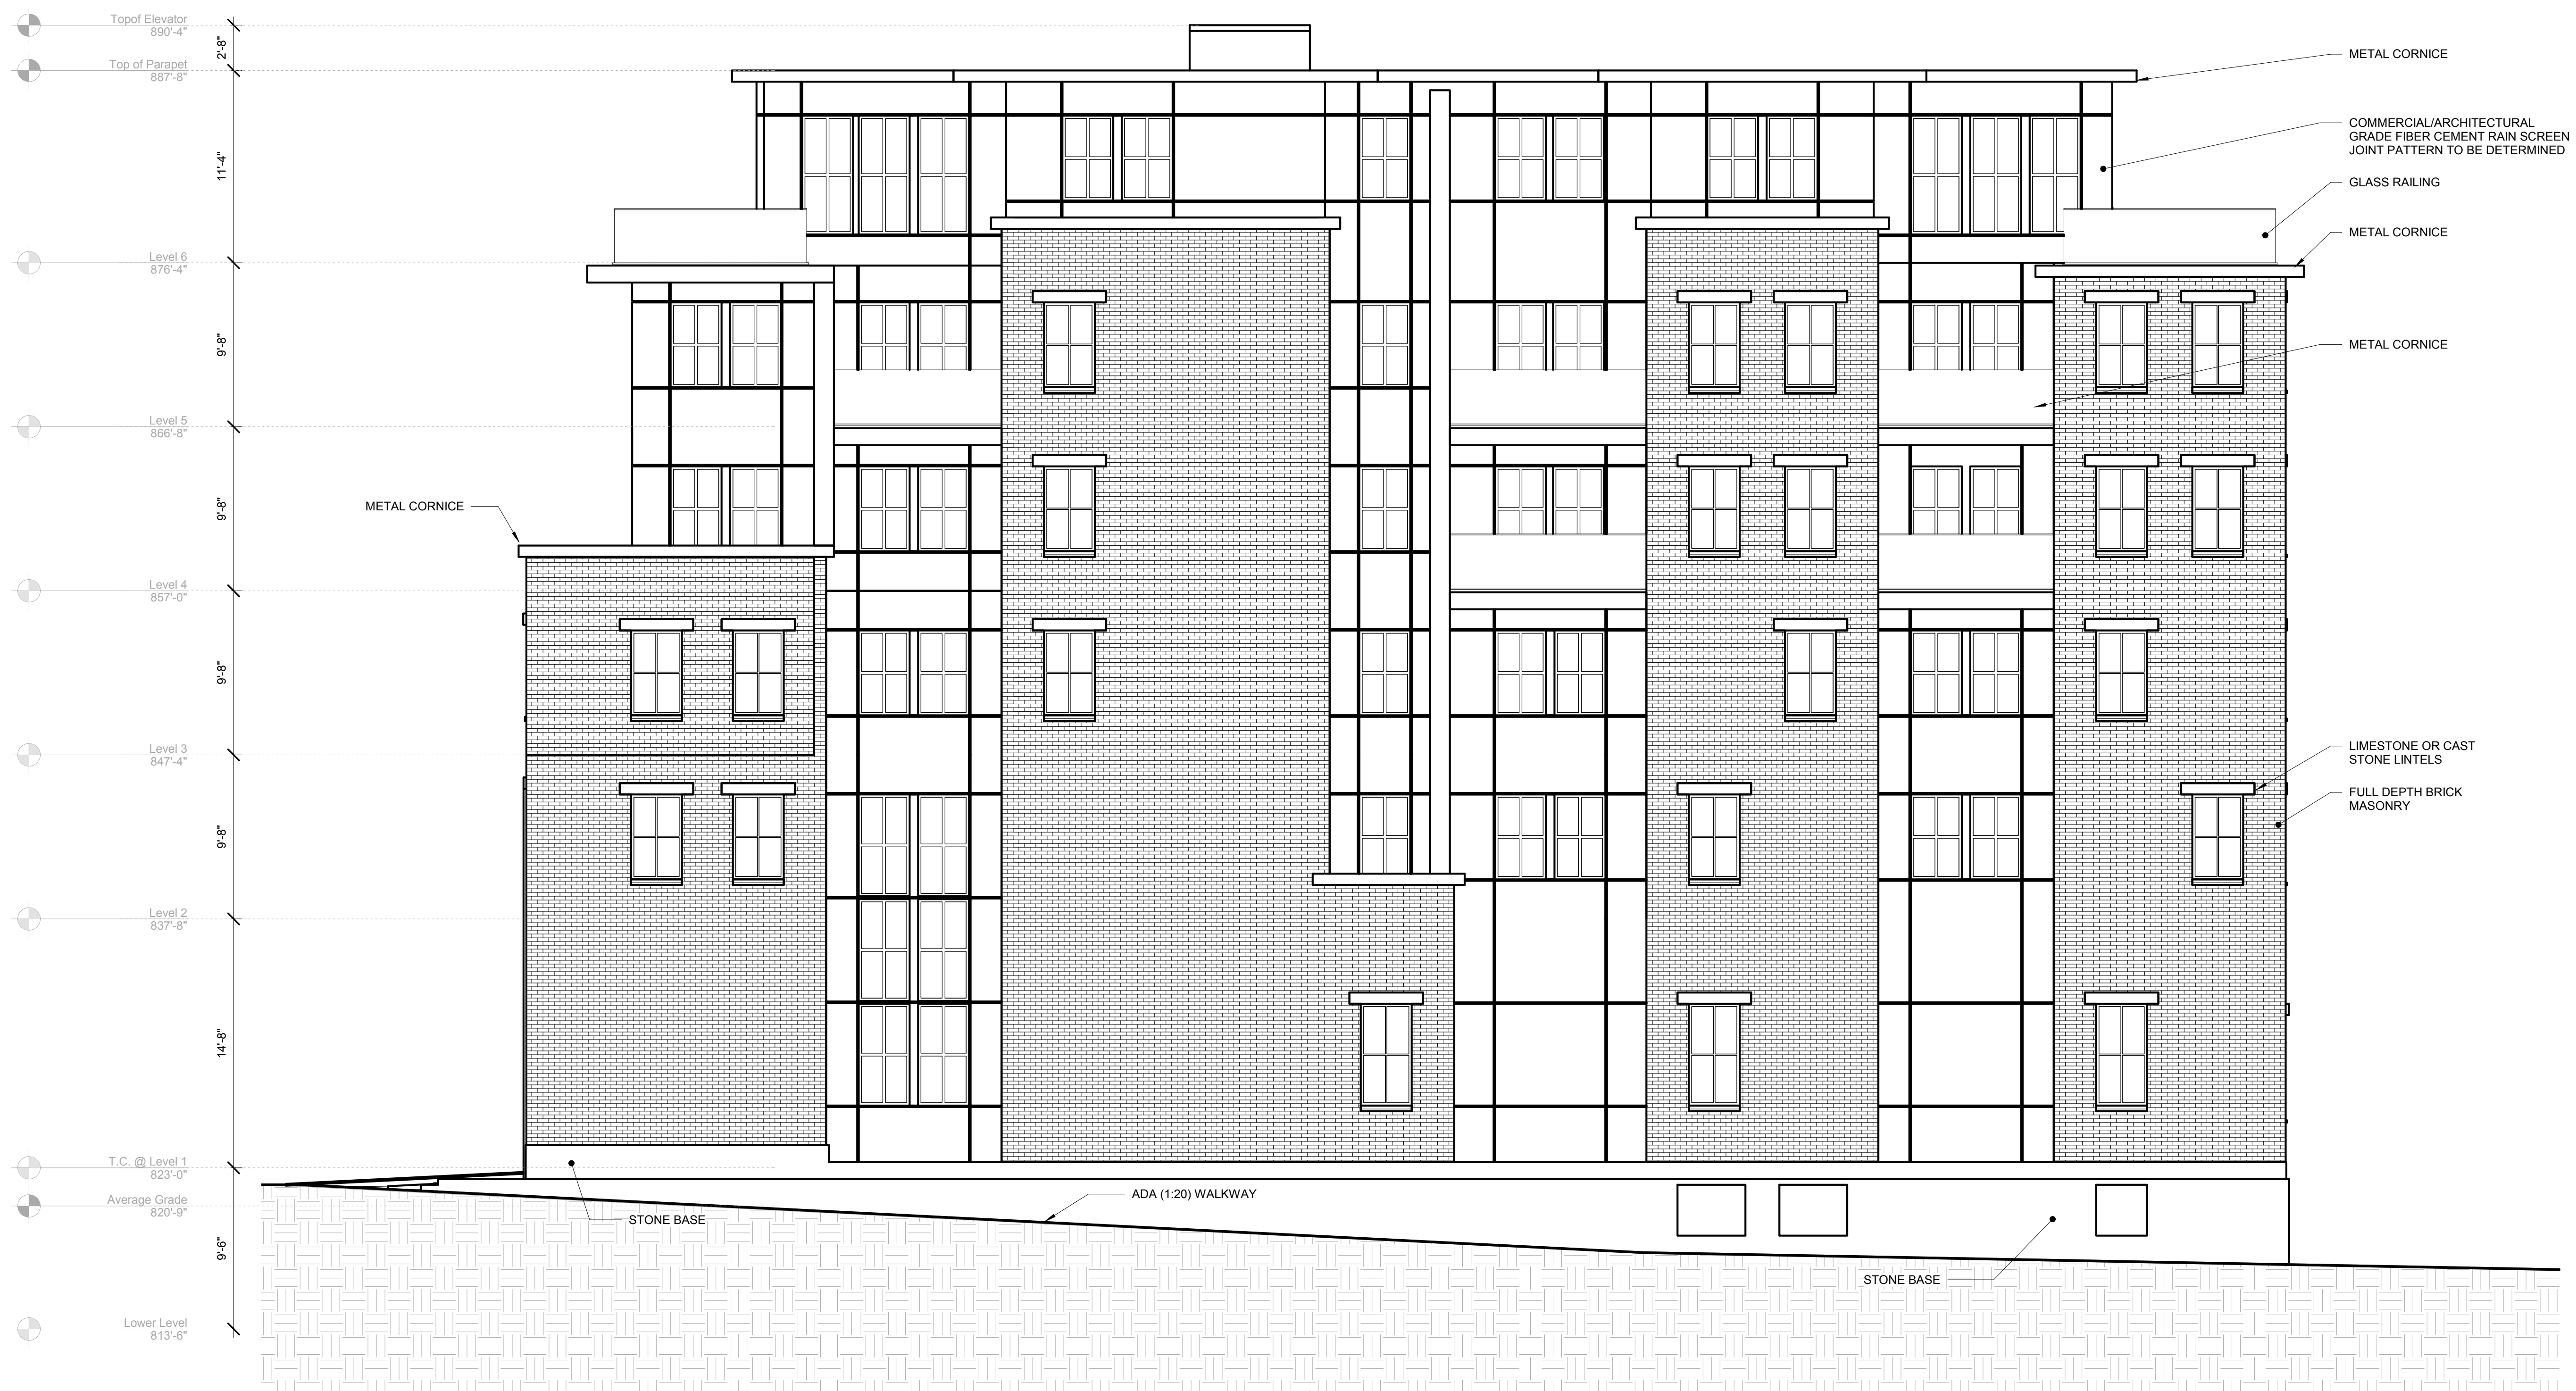 Topof Elevator
890'-4"
2'-8"
Top of Parapet
887'-8"
11'-4"
Level 6
876'-4"
9'-8"
Level 5
866'-8"
9'-8"
Level 4
857'-0"
9'-8"
Level 3
847'-4"
9'-8"
Level 2
837'-8"
14'-8"
T.C. @ Level 1
823'-0"
Average Grade
820'-9"
9'-6"
Lower Level
813'-6"
METAL CORNICE
STONE BASE
ADA (1:20) WALKWAY
STONE BASE
METAL CORNICE
COMMERCIAL/ARCHITECTURAL
GRADE FIBER CEMENT RAIN SCREEN
JOINT PATTERN TO BE DETERMINED
GLASS RAILING
METAL CORNICE
METAL CORNICE
LIMESTONE OR CAST
STONE LINTELS
FULL DEPTH BRICK
MASONRY